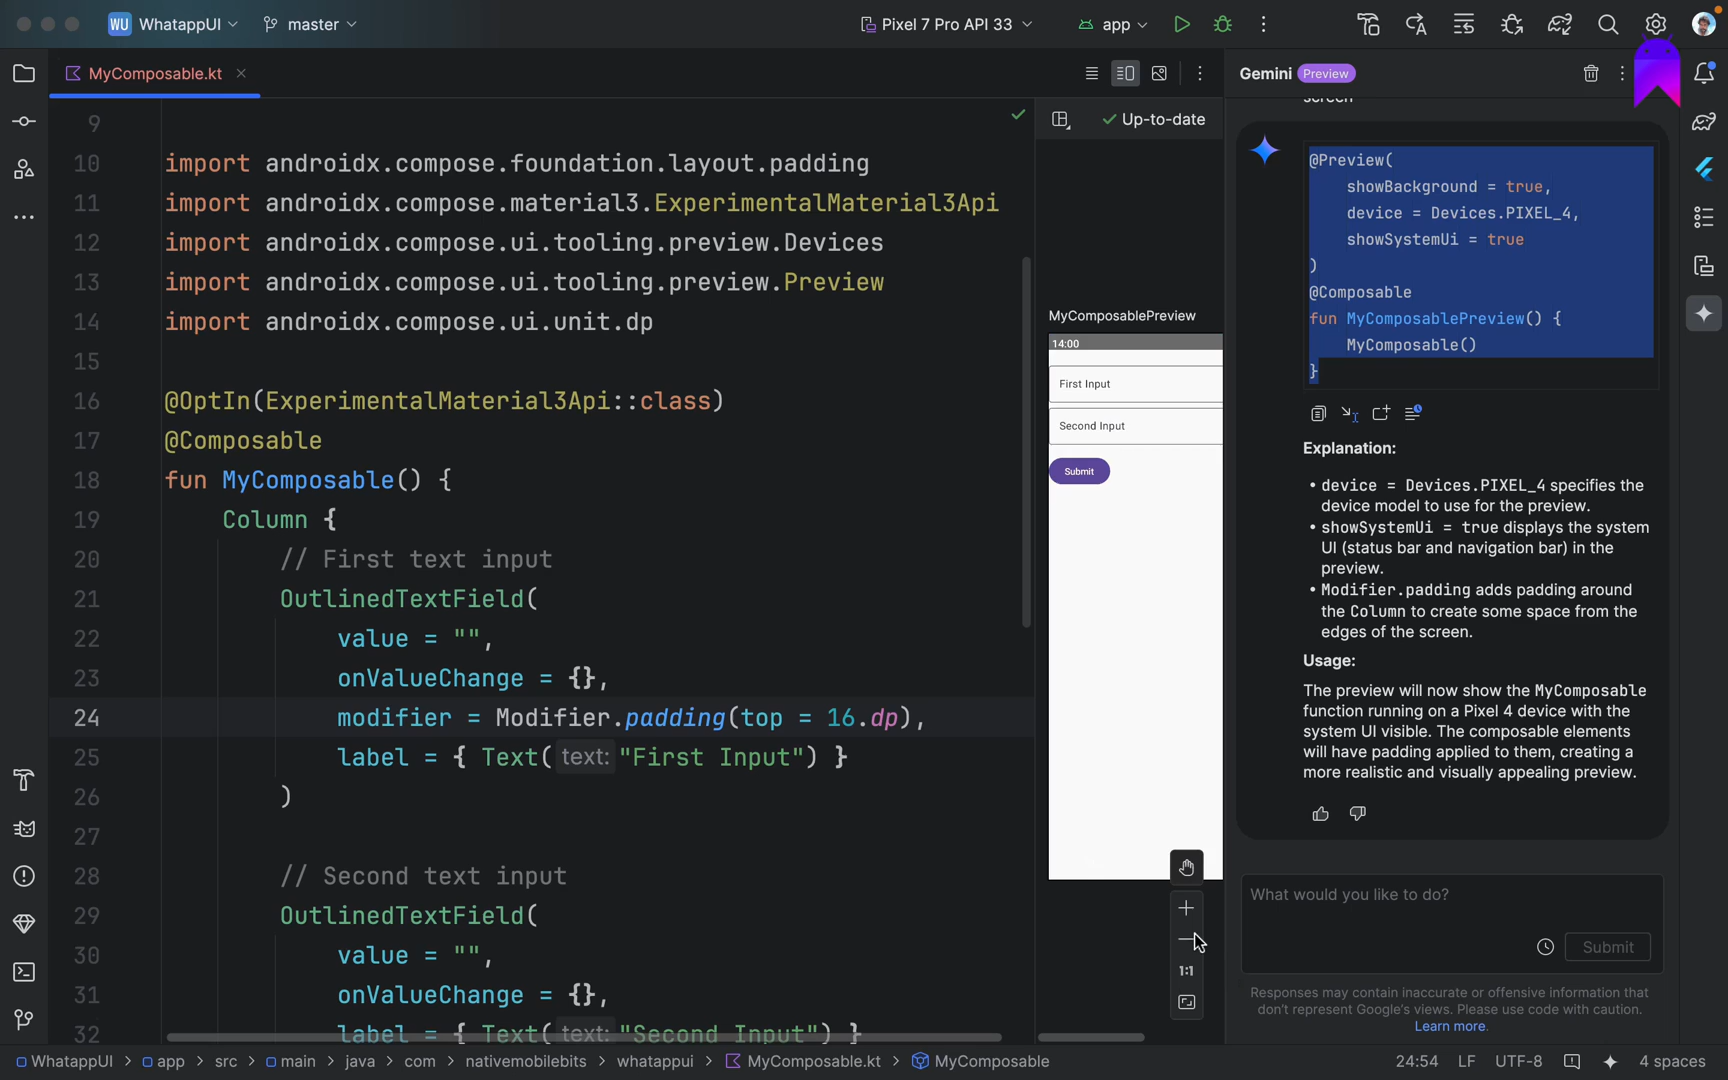 WU WhatappUI master Pixel 7 Pro API 33 app
MyComposable.kt
9
10 import androidx.compose.foundation.layout.padding
11 import androidx.compose.material3.ExperimentalMaterial3Api
12 import androidx.compose.ui.tooling.preview.Devices
13 import androidx.compose.ui.tooling.preview.Preview
14 import androidx.compose.ui.unit.dp
15
16 @OptIn(ExperimentalMaterial3Api::class)
17 @Composable
18 fun MyComposable() {
19 Column {
20 // First text input
21 OutlinedTextField(
22 value = "",
23 onValueChange = {},
24 modifier = Modifier.padding(top = 16.dp),
25 label = { Text( text: "First Input") }
26 )
27
28 // Second text input
29 OutlinedTextField(
30 value = "",
31 onValueChange = {},
32 label = { Text( text: "Second Input") }
Up-to-date
MyComposablePreview
14:00
First Input
Second Input
Submit
1:1
Gemini Preview
screen
@Preview(
showBackground = true,
device = Devices.PIXEL_4,
showSystemUi = true
)
@Composable
fun MyComposablePreview() {
MyComposable()
}
Explanation:
• device = Devices.PIXEL_4 specifies the
device model to use for the preview.
• showSystemUi = true displays the system
UI (status bar and navigation bar) in the
preview.
• Modifier.padding adds padding around
the Column to create some space from the
edges of the screen.
Usage:
The preview will now show the MyComposable
function running on a Pixel 4 device with the
system UI visible. The composable elements
will have padding applied to them, creating a
more realistic and visually appealing preview.
What would you like to do?
Submit
Responses may contain inaccurate or offensive information that
don't represent Google's views. Please use code with caution.
Learn more.
WhatappUI > app > src > main > java > com > nativemobilebits > whatappui > MyComposable.kt > MyComposable 24:54 LF UTF-8 4 spaces